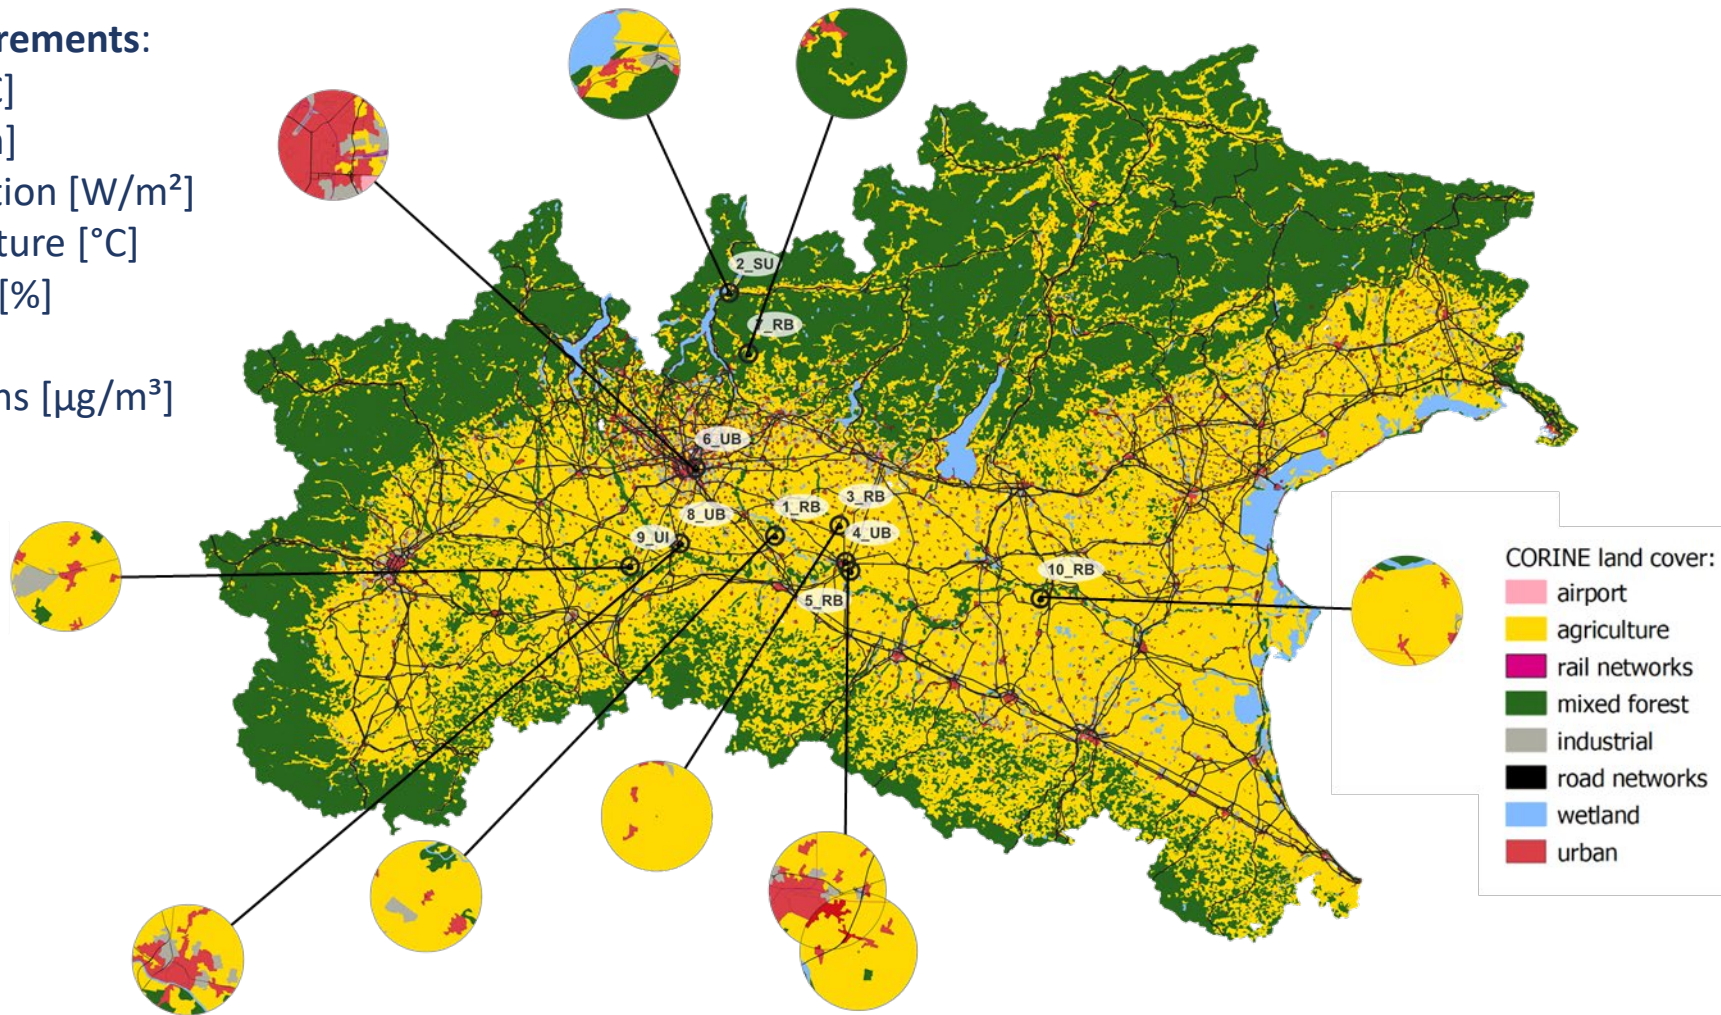 rements:
C]
n]
tion [W/m²]
ture [°C]
[%]
ns [µg/m³]
2_SU
_RB
6_UB
3_RB
1_RB
8_UB
4_UB
9_UI
10_RB
5_RB
CORINE land cover:
airport
agriculture
rail networks
mixed forest
industrial
road networks
wetland
urban